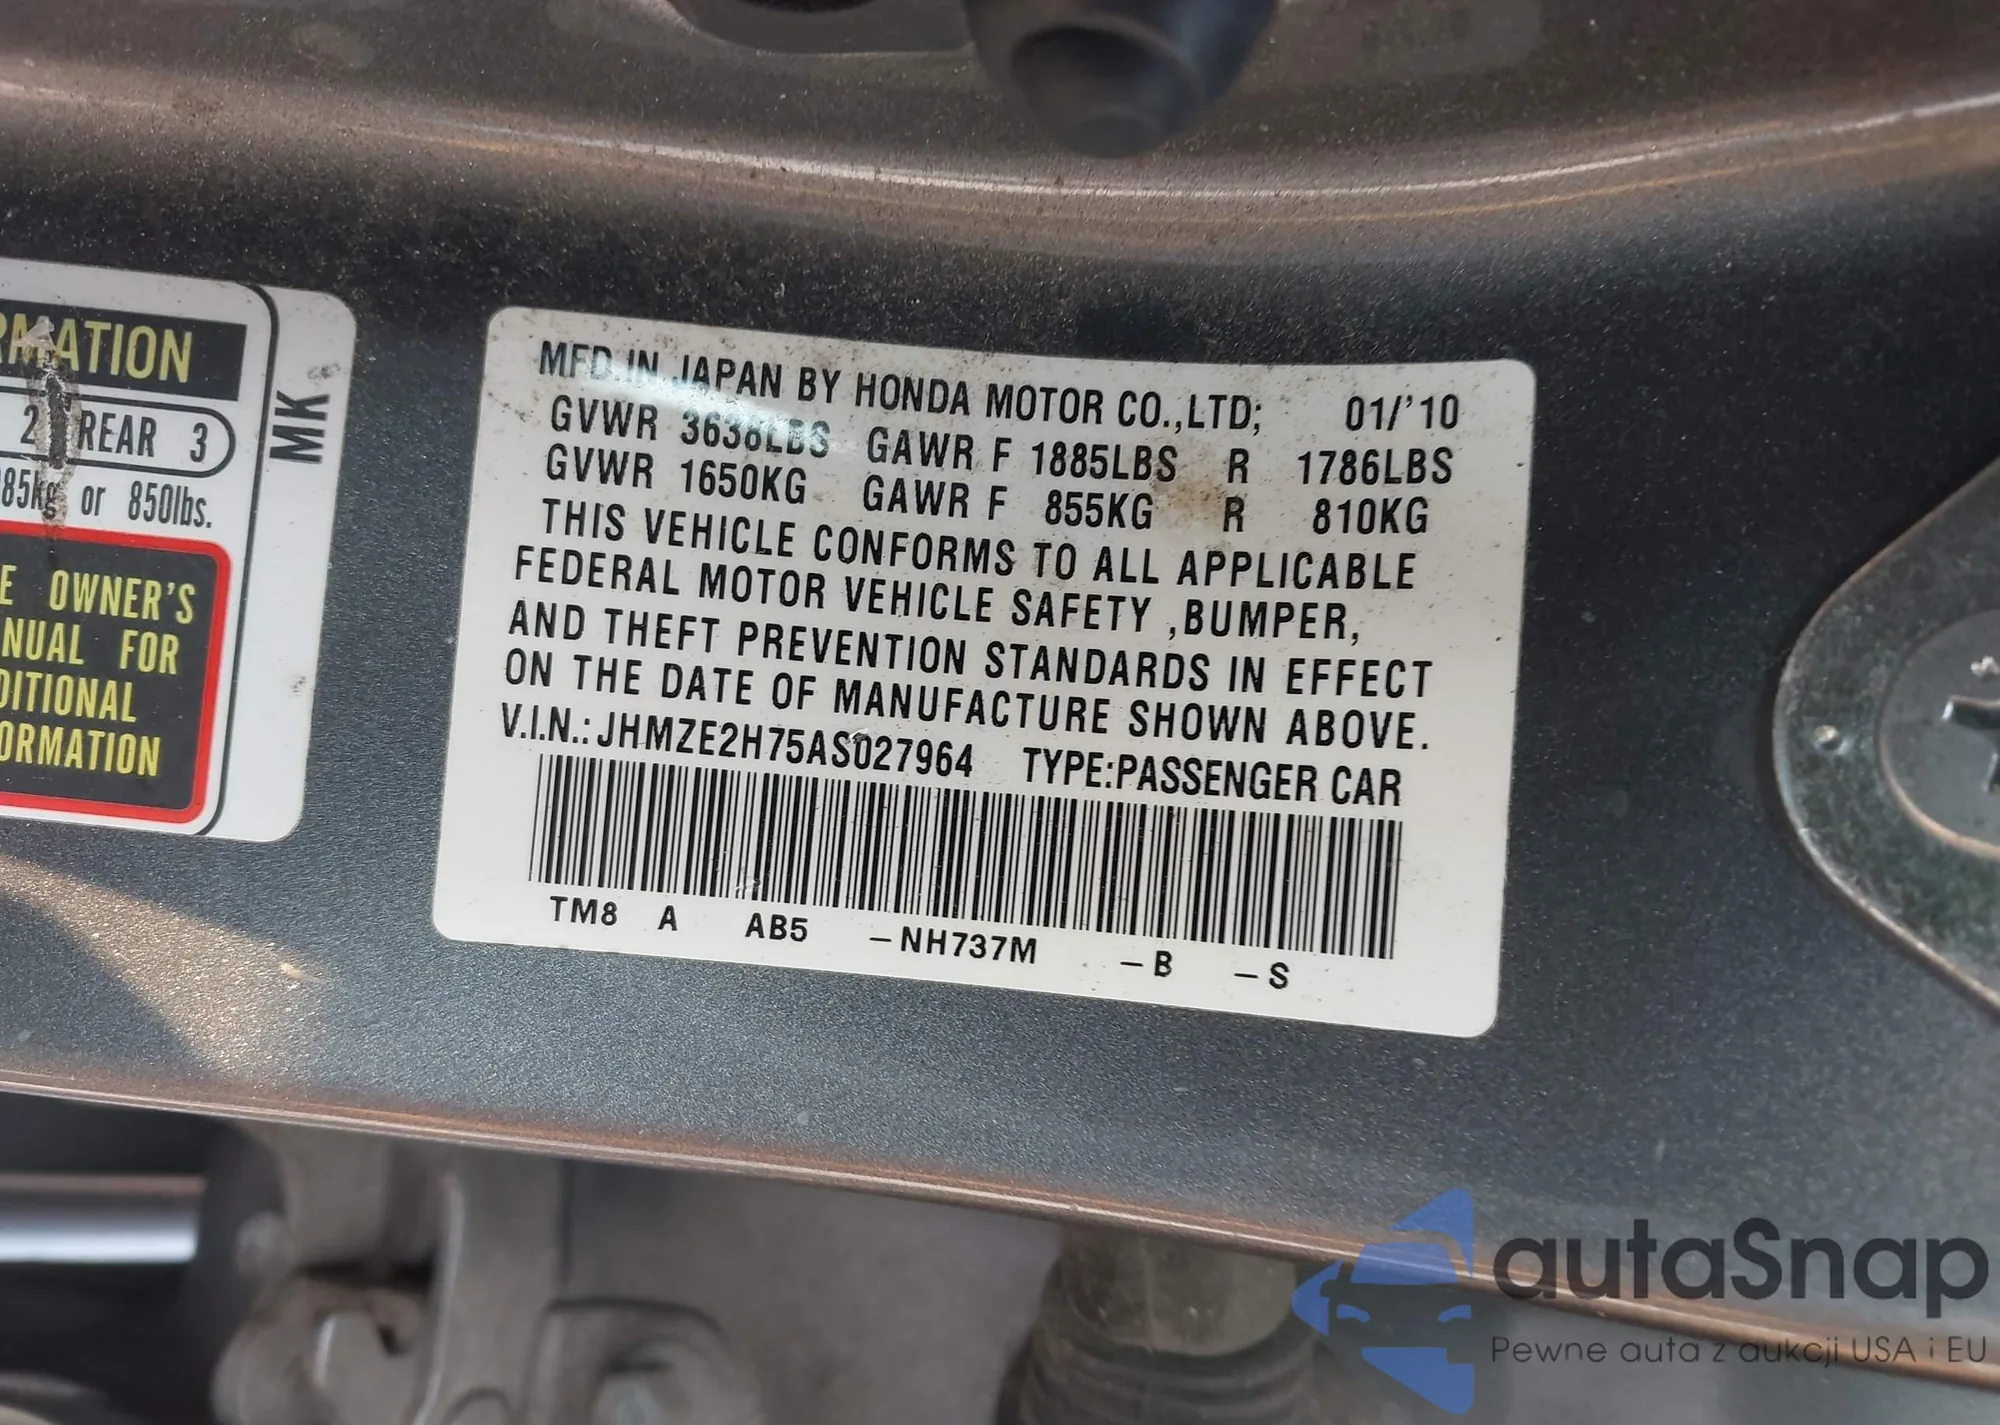 RMATION
2 REAR 3
85kg or 850lbs.
E OWNER'S
NUAL FOR
DITIONAL
ORMATION
MK
MFD.IN JAPAN BY HONDA MOTOR CO.,LTD; 01/'10
GVWR 3638LBS GAWR F 1885LBS R 1786LBS
GVWR 1650KG GAWR F 855KG R 810KG
THIS VEHICLE CONFORMS TO ALL APPLICABLE
FEDERAL MOTOR VEHICLE SAFETY ,BUMPER,
AND THEFT PREVENTION STANDARDS IN EFFECT
ON THE DATE OF MANUFACTURE SHOWN ABOVE.
V.I.N.: JHMZE2H75AS027964 TYPE:PASSENGER CAR
TM8 A AB5 -NH737M -B -S
autaSnap
Pewne auta z aukcji USA i EU